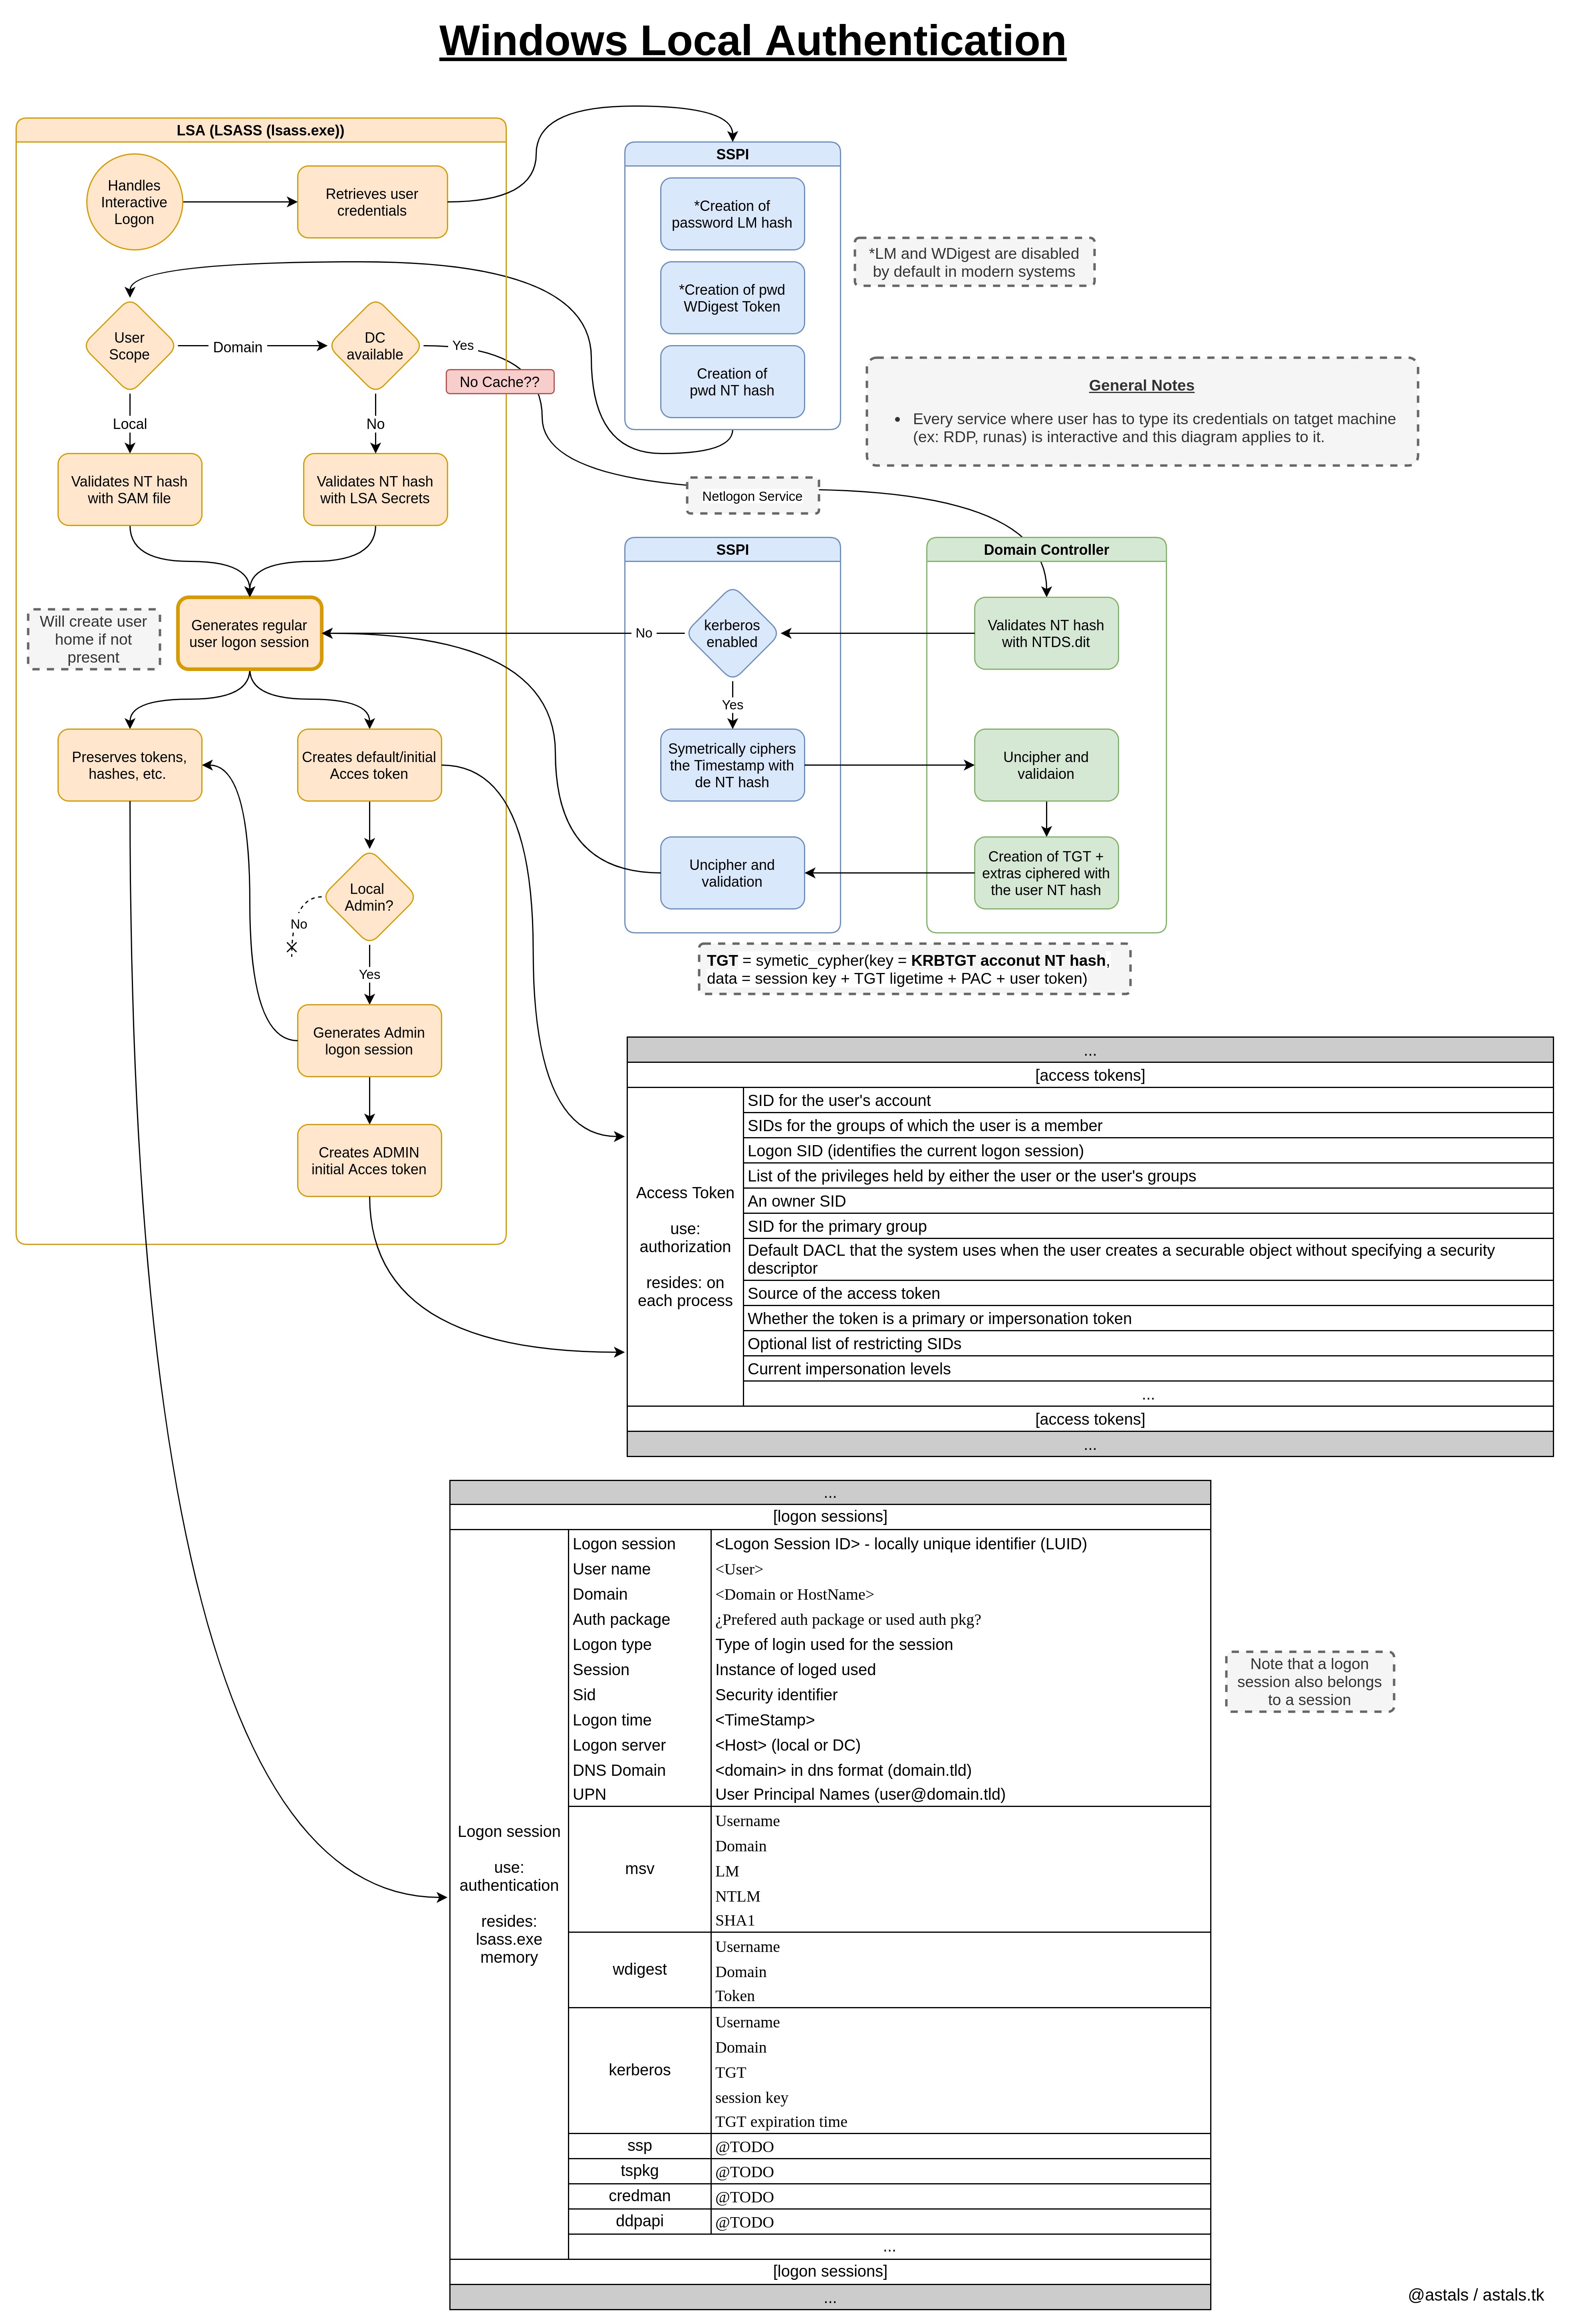 Windows Local Authentication
LSA (LSASS (lsass.exe))
Handles
Interactive
Logon
Retrieves user
credentials
SSPI
*Creation of
password LM hash
*Creation of pwd
WDigest Token
Creation of
pwd NT hash
*LM and WDigest are disabled
by default in modern systems
User
Scope
Domain
DC
available
Yes
No Cache??
Local
No
General Notes
• Every service where user has to type its credentials on tatget machine
(ex: RDP, runas) is interactive and this diagram applies to it.
Validates NT hash
with SAM file
Validates NT hash
with LSA Secrets
Netlogon Service
SSPI
Domain Controller
Will create user
home if not
present
Generates regular
user logon session
No
kerberos
enabled
Validates NT hash
with NTDS.dit
Yes
Preserves tokens,
hashes, etc.
Creates default/initial
Acces token
Symetrically ciphers
the Timestamp with
de NT hash
Uncipher and
validaion
Local
Admin?
No
Yes
Uncipher and
validation
Creation of TGT +
extras ciphered with
the user NT hash
TGT = symetic_cypher(key = KRBTGT acconut NT hash,
data = session key + TGT ligetime + PAC + user token)
Generates Admin
logon session
Creates ADMIN
initial Acces token
...
[access tokens]
Access Token
use:
authorization
resides: on
each process
SID for the user's account
SIDs for the groups of which the user is a member
Logon SID (identifies the current logon session)
List of the privileges held by either the user or the user's groups
An owner SID
SID for the primary group
Default DACL that the system uses when the user creates a securable object without specifying a security
descriptor
Source of the access token
Whether the token is a primary or impersonation token
Optional list of restricting SIDs
Current impersonation levels
...
[access tokens]
...
...
[logon sessions]
Logon session
use:
authentication
resides:
lsass.exe
memory
Logon session <Logon Session ID> - locally unique identifier (LUID)
User name <User>
Domain <Domain or HostName>
Auth package ¿Prefered auth package or used auth pkg?
Logon type Type of login used for the session
Session Instance of loged used
Sid Security identifier
Logon time <TimeStamp>
Logon server <Host> (local or DC)
DNS Domain <domain> in dns format (domain.tld)
UPN User Principal Names (user@domain.tld)
msv
Username
Domain
LM
NTLM
SHA1
wdigest
Username
Domain
Token
kerberos
Username
Domain
TGT
session key
TGT expiration time
ssp @TODO
tspkg @TODO
credman @TODO
ddpapi @TODO
...
[logon sessions]
...
Note that a logon
session also belongs
to a session
@astals / astals.tk